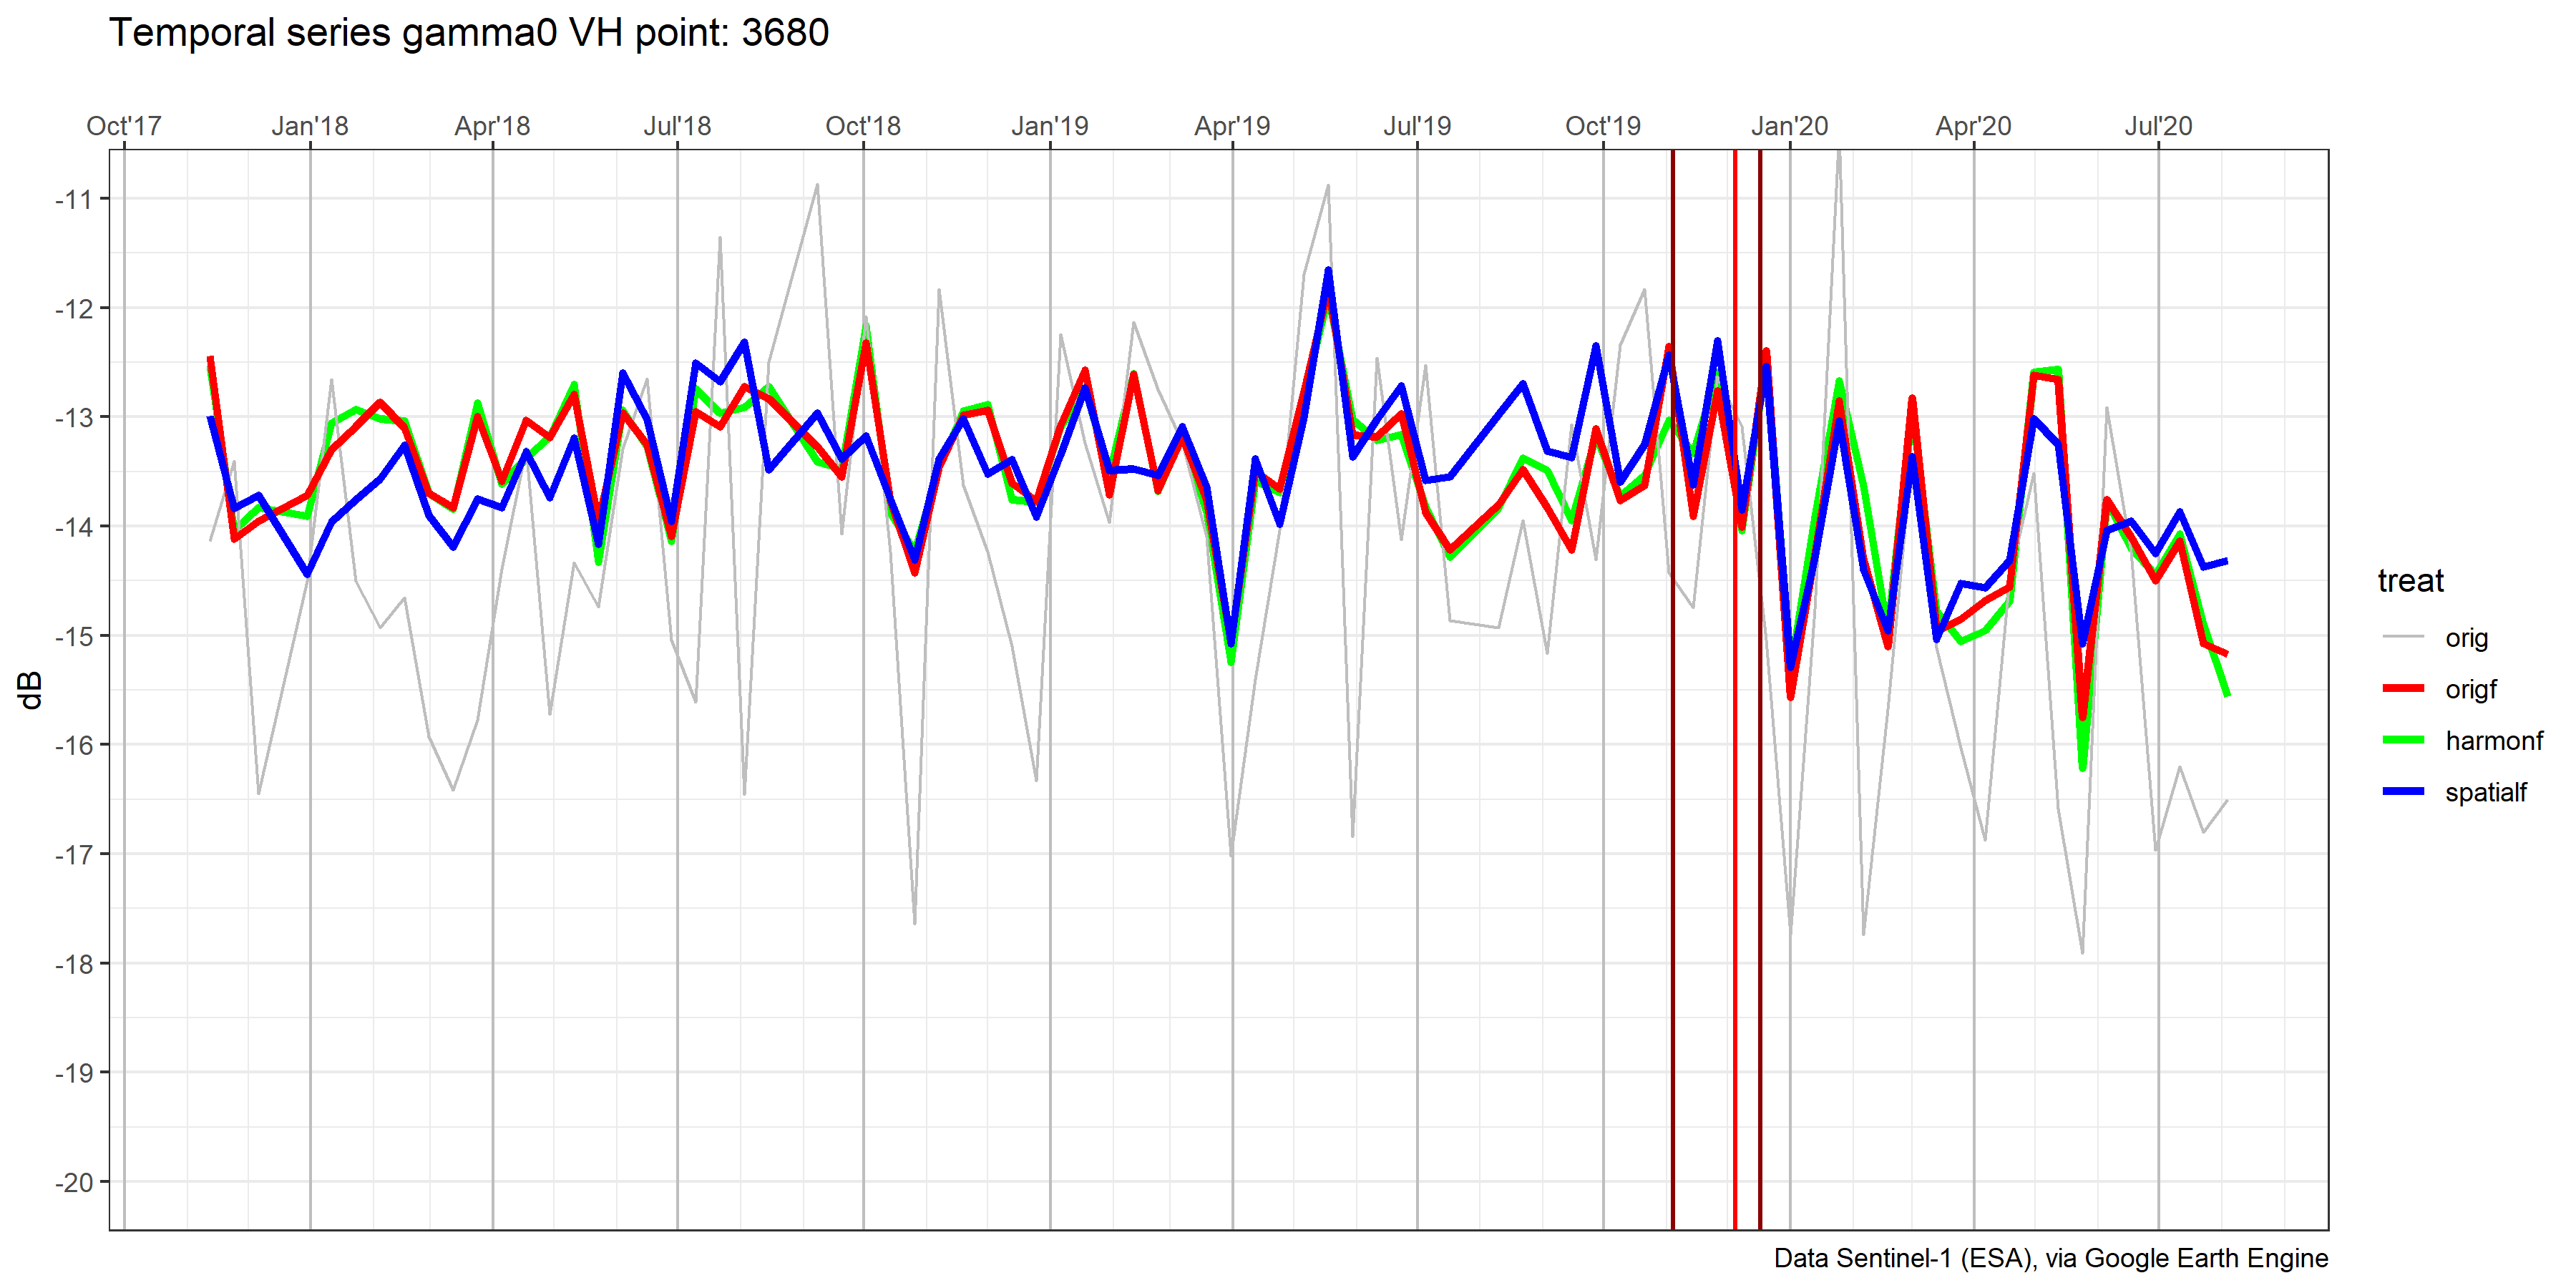 Temporal series gamma0 VH point: 3680
Oct'17 Jan'18 Apr'18 Jul'18 Oct'18 Jan'19 Apr'19 Jul'19 Oct'19 Jan'20 Apr'20 Jul'20
-11
-12
-13
-14
-15
-16
-17
-18
-19
-20
dB
treat
orig
origf
harmonf
spatialf
Data Sentinel-1 (ESA), via Google Earth Engine